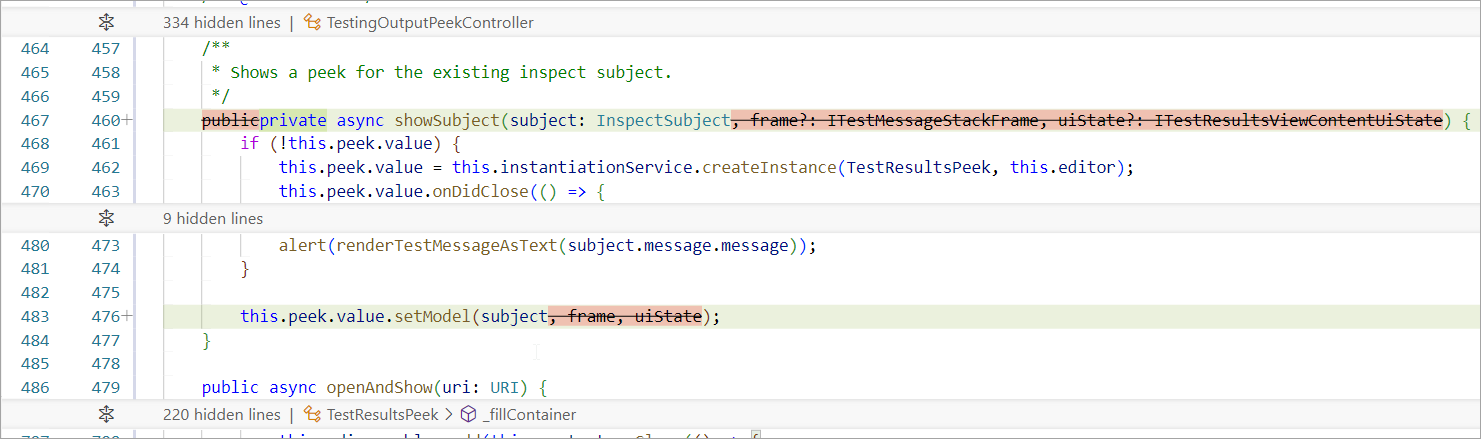 334 hidden lines | TestingOutputPeekController
464 457 /**
465 458 * Shows a peek for the existing inspect subject.
466 459 */
467 460+ publicprivate async showSubject(subject: InspectSubject, frame?: ITestMessageStackFrame, uiState?: ITestResultsViewContentUiState) {
468 461 if (!this.peek.value) {
469 462 this.peek.value = this.instantiationService.createInstance(TestResultsPeek, this.editor);
470 463 this.peek.value.onDidClose(() => {
9 hidden lines
480 473 alert(renderTestMessageAsText(subject.message.message));
481 474 }
482 475
483 476+ this.peek.value.setModel(subject, frame, uiState);
484 477 }
485 478
486 479 public async openAndShow(uri: URI) {
220 hidden lines | TestResultsPeek > _fillContainer